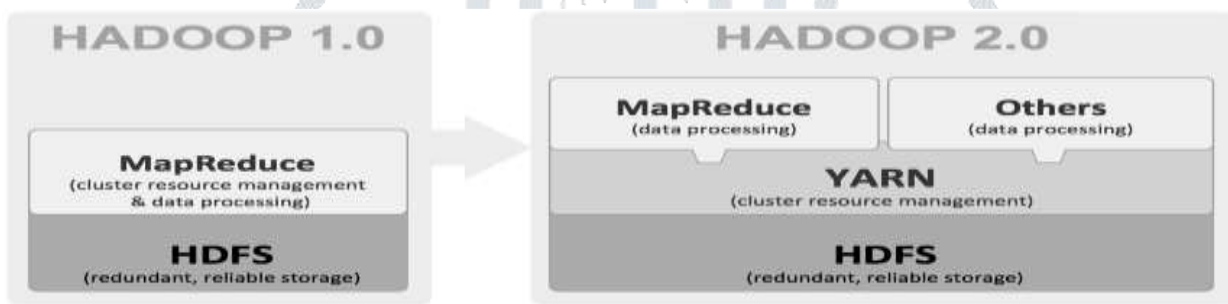 HADOOP 1.0
MapReduce
(cluster resource management
& data processing)
HDFS
(redundant, reliable storage)
HADOOP 2.0
MapReduce
(data processing)
Others
(data processing)
YARN
(cluster resource management)
HDFS
(redundant, reliable storage)